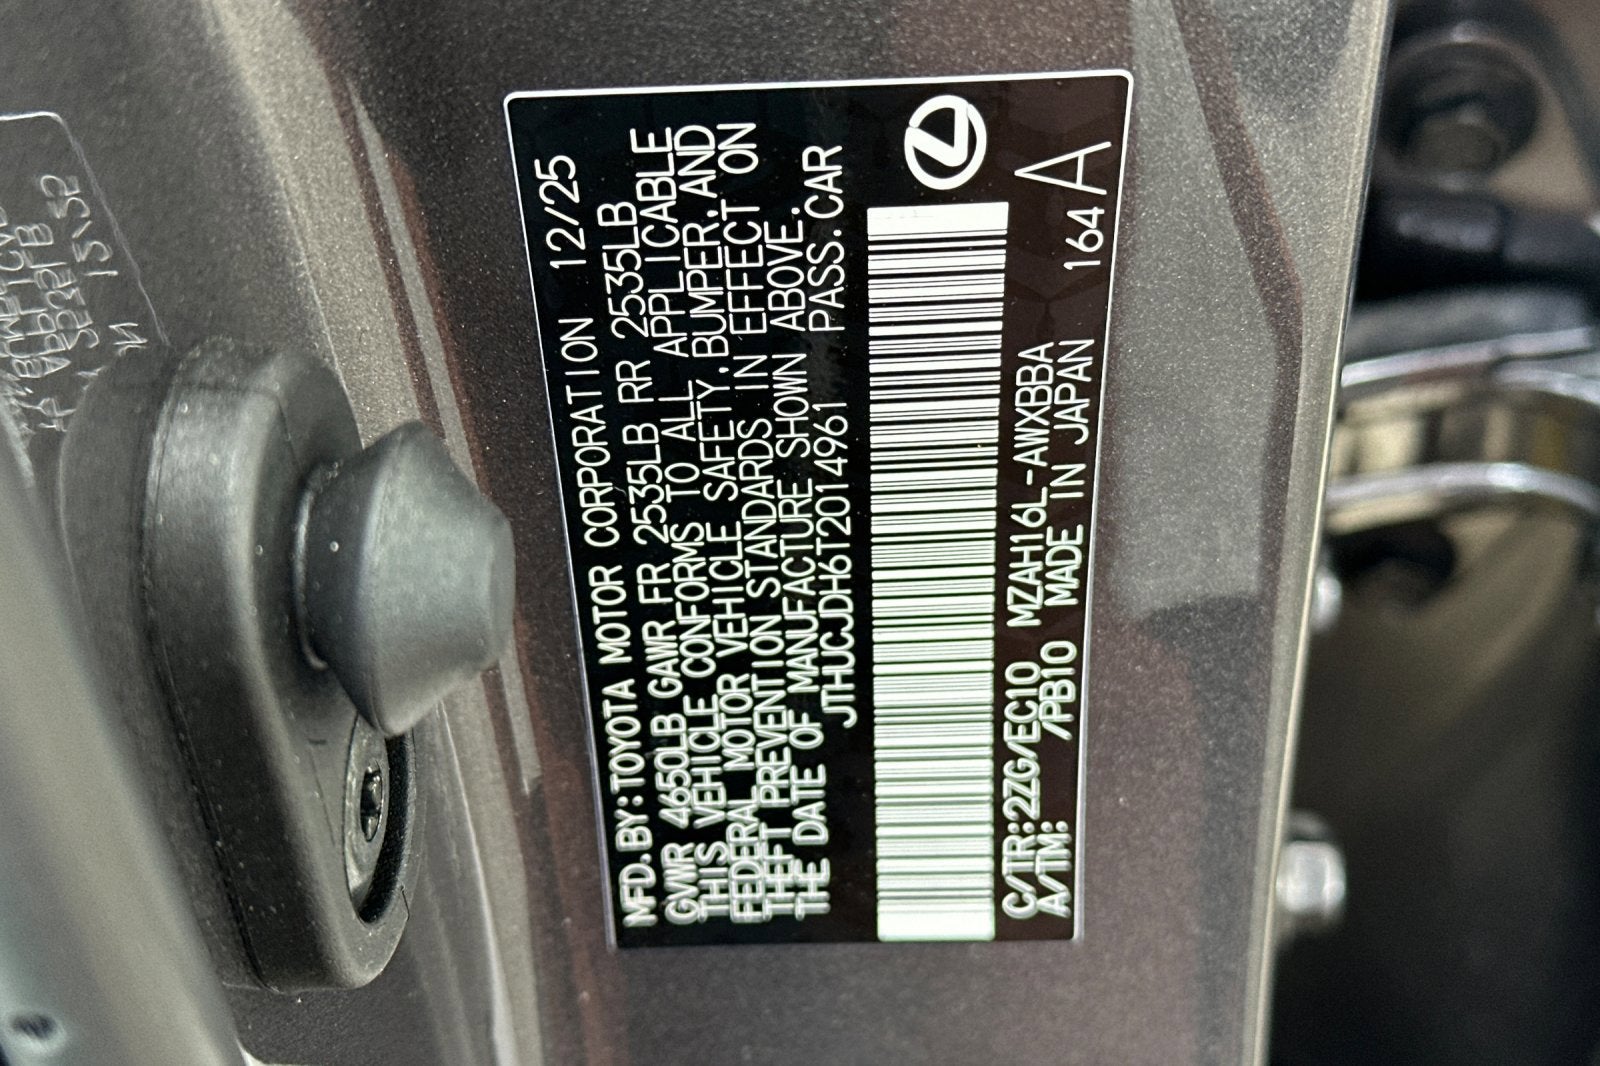 MFD.BY:TOYOTA MOTOR CORPORATION 12/25
GVWR 4650LB GAWR FR 2535LB RR 2535LB
THIS VEHICLE CONFORMS TO ALL APPLICABLE
FEDERAL MOTOR VEHICLE SAFETY,BUMPER,AND
THEFT PREVENTION STANDARDS IN EFFECT ON
THE DATE OF MANUFACTURE SHOWN ABOVE.
JTHUCJDH6T2014961 PASS.CAR
C/TR:2ZG/EC10 MZAH16L-AWXBBA
A/TM: /PB10 MADE IN JAPAN 164 A